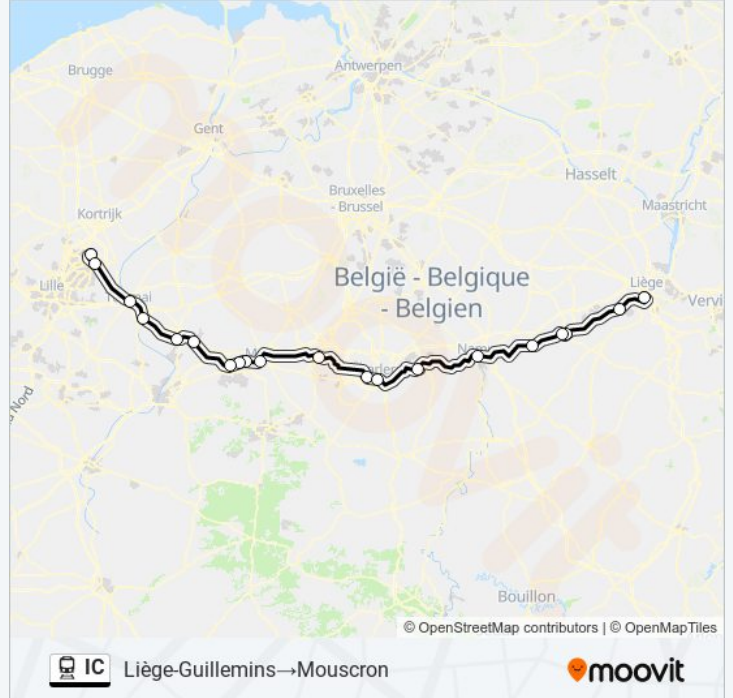 Brugge
Antwerpen
Gent
Hasselt
Bruxelles
- Brussel
Maastricht
Kortrijk
België - Belgique
- Belgien
Lille
Liège
Bouillon
© OpenStreetMap contributors | © OpenMapTiles
IC Liège-Guillemins→Mouscron
moovit